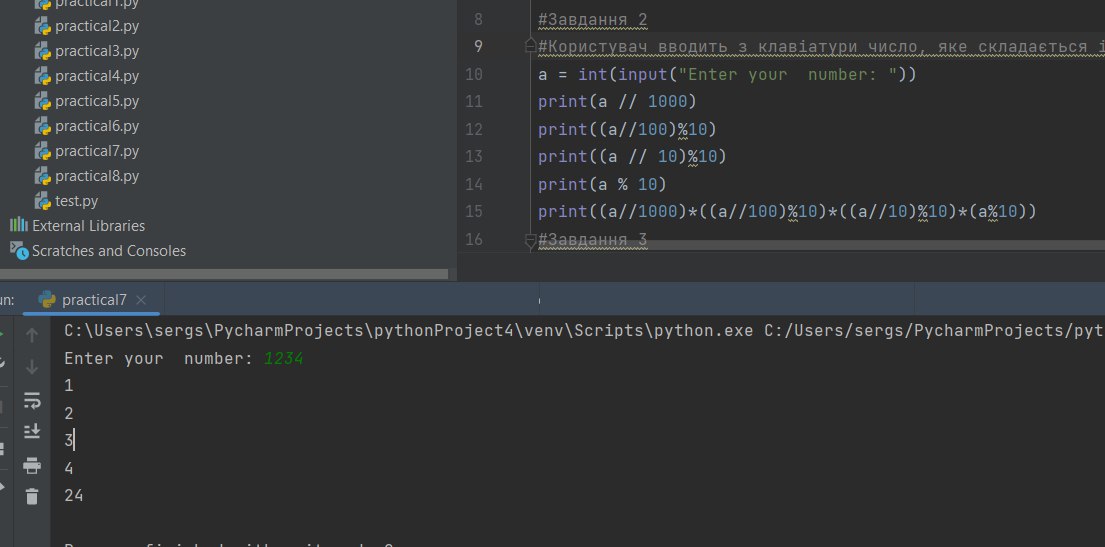 practical1.py
practical2.py
practical3.py
practical4.py
practical5.py
practical6.py
practical7.py
practical8.py
test.py
External Libraries
Scratches and Consoles
8 #Завдання 2
9 #Користувач вводить з клавіатури число, яке складається і
10 a = int(input("Enter your  number: "))
11 print(a // 1000)
12 print((a//100)%10)
13 print((a // 10)%10)
14 print(a % 10)
15 print((a//1000)*((a//100)%10)*((a//10)%10)*(a%10))
16 #Завдання 3
un: practical7
C:\Users\sergs\PycharmProjects\pythonProject4\venv\Scripts\python.exe C:/Users/sergs/PycharmProjects/pyt
Enter your  number: 1234
1
2
3
4
24